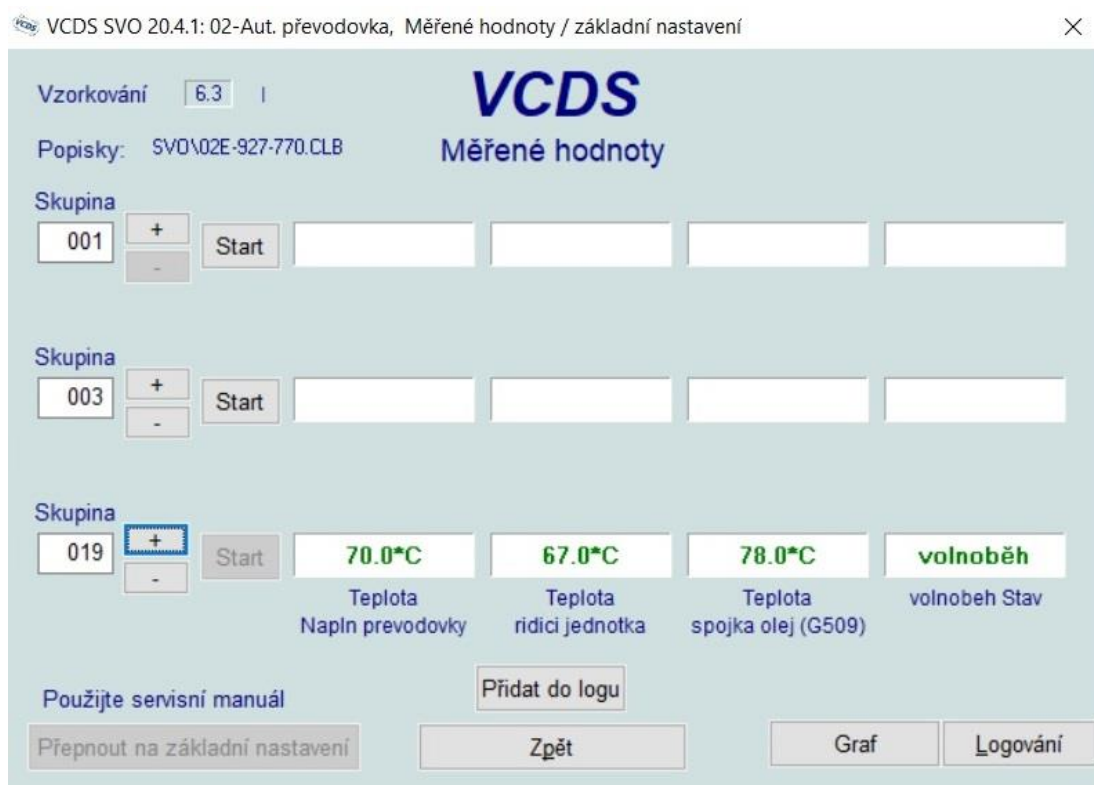 VCDS SVO 20.4.1: 02-Aut. převodovka, Měřené hodnoty / základní nastavení
Vzorkování 6.3 l
VCDS
Popisky: SVO\02E-927-770.CLB
Měřené hodnoty
Skupina
001 + - Start
Skupina
003 + - Start
Skupina
019 + - Start 70.0*C 67.0*C 78.0*C volnoběh
Teplota Teplota Teplota volnobeh Stav
Napln prevodovky ridici jednotka spojka olej (G509)
Přidat do logu
Použijte servisní manuál
Přepnout na základní nastavení Zpět Graf Logování